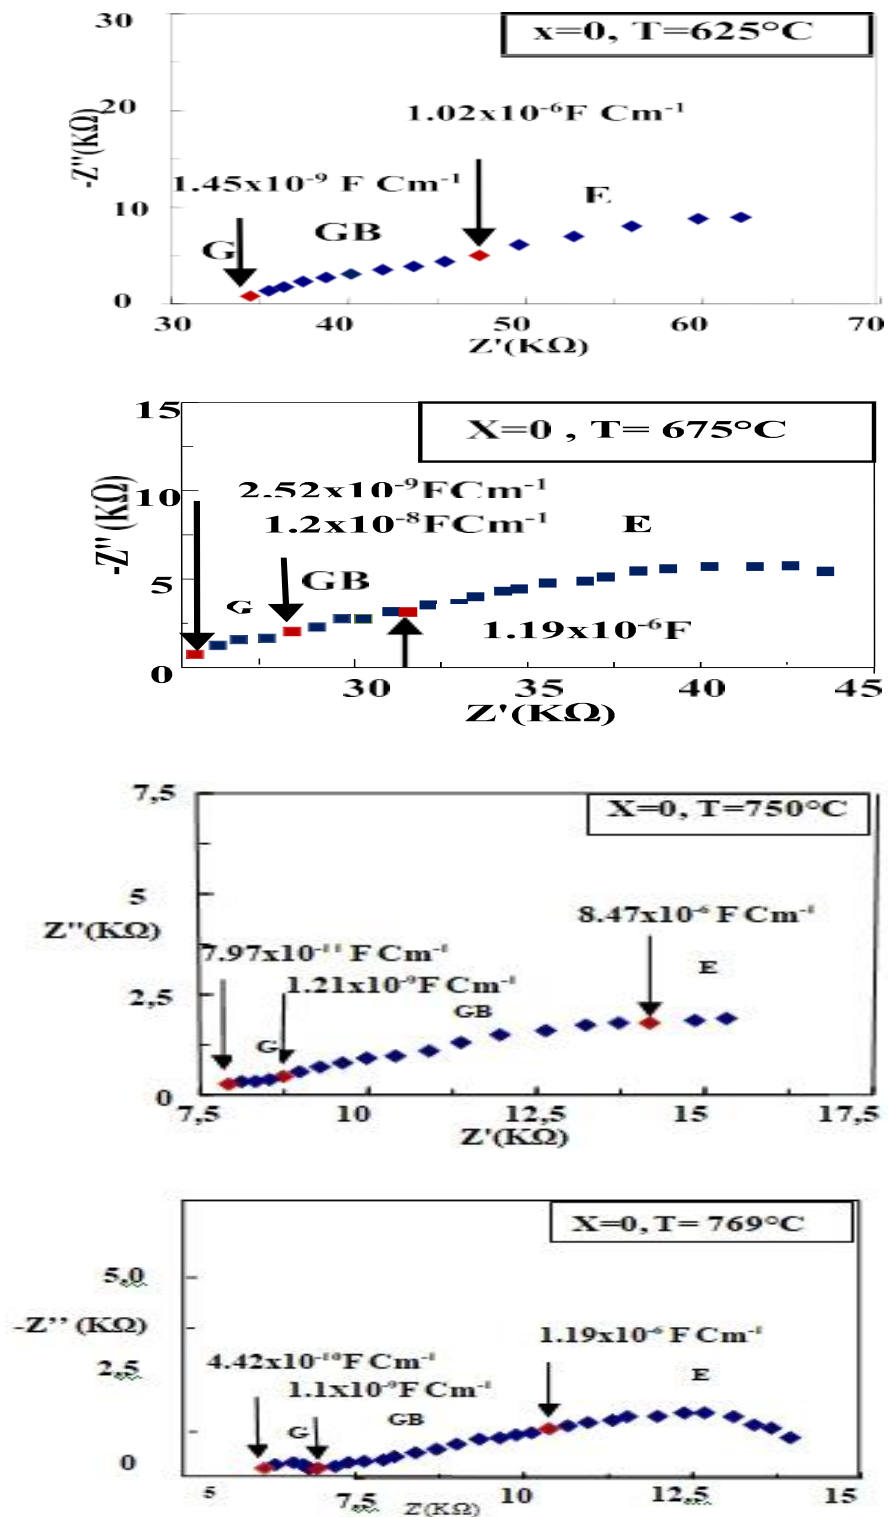 30
x=0, T=625°C
20
1.02x10⁻⁶F Cm⁻¹
-Z"(KΩ)
1.45x10⁻⁹ F Cm⁻¹
E
10
GB
G
0
30 40 50 60 70
Z'(KΩ)
15
X=0 , T= 675°C
10
2.52x10⁻⁹FCm⁻¹
1.2x10⁻⁸FCm⁻¹
E
-Z"(KΩ)
GB
5
G
1.19x10⁻⁶F
0
30 35 40 45
Z'(KΩ)
7,5
X=0, T=750°C
5
8.47x10⁻⁶ F Cm⁻¹
Z"(KΩ)
7.97x10⁻¹¹ F Cm⁻¹
E
1.21x10⁻⁹F Cm⁻¹
2,5
GB
G
0
7,5 10 12,5 15 17,5
Z'(KΩ)
X=0, T= 769°C
5,0
-Z’’ (KΩ)
1.19x10⁻⁶ F Cm⁻¹
4.42x10⁻¹⁰F Cm⁻¹
2,5
E
1.1x10⁻⁹F Cm⁻¹
GB
G
0
5 7,5 10 12,5 15
Z'(KΩ)